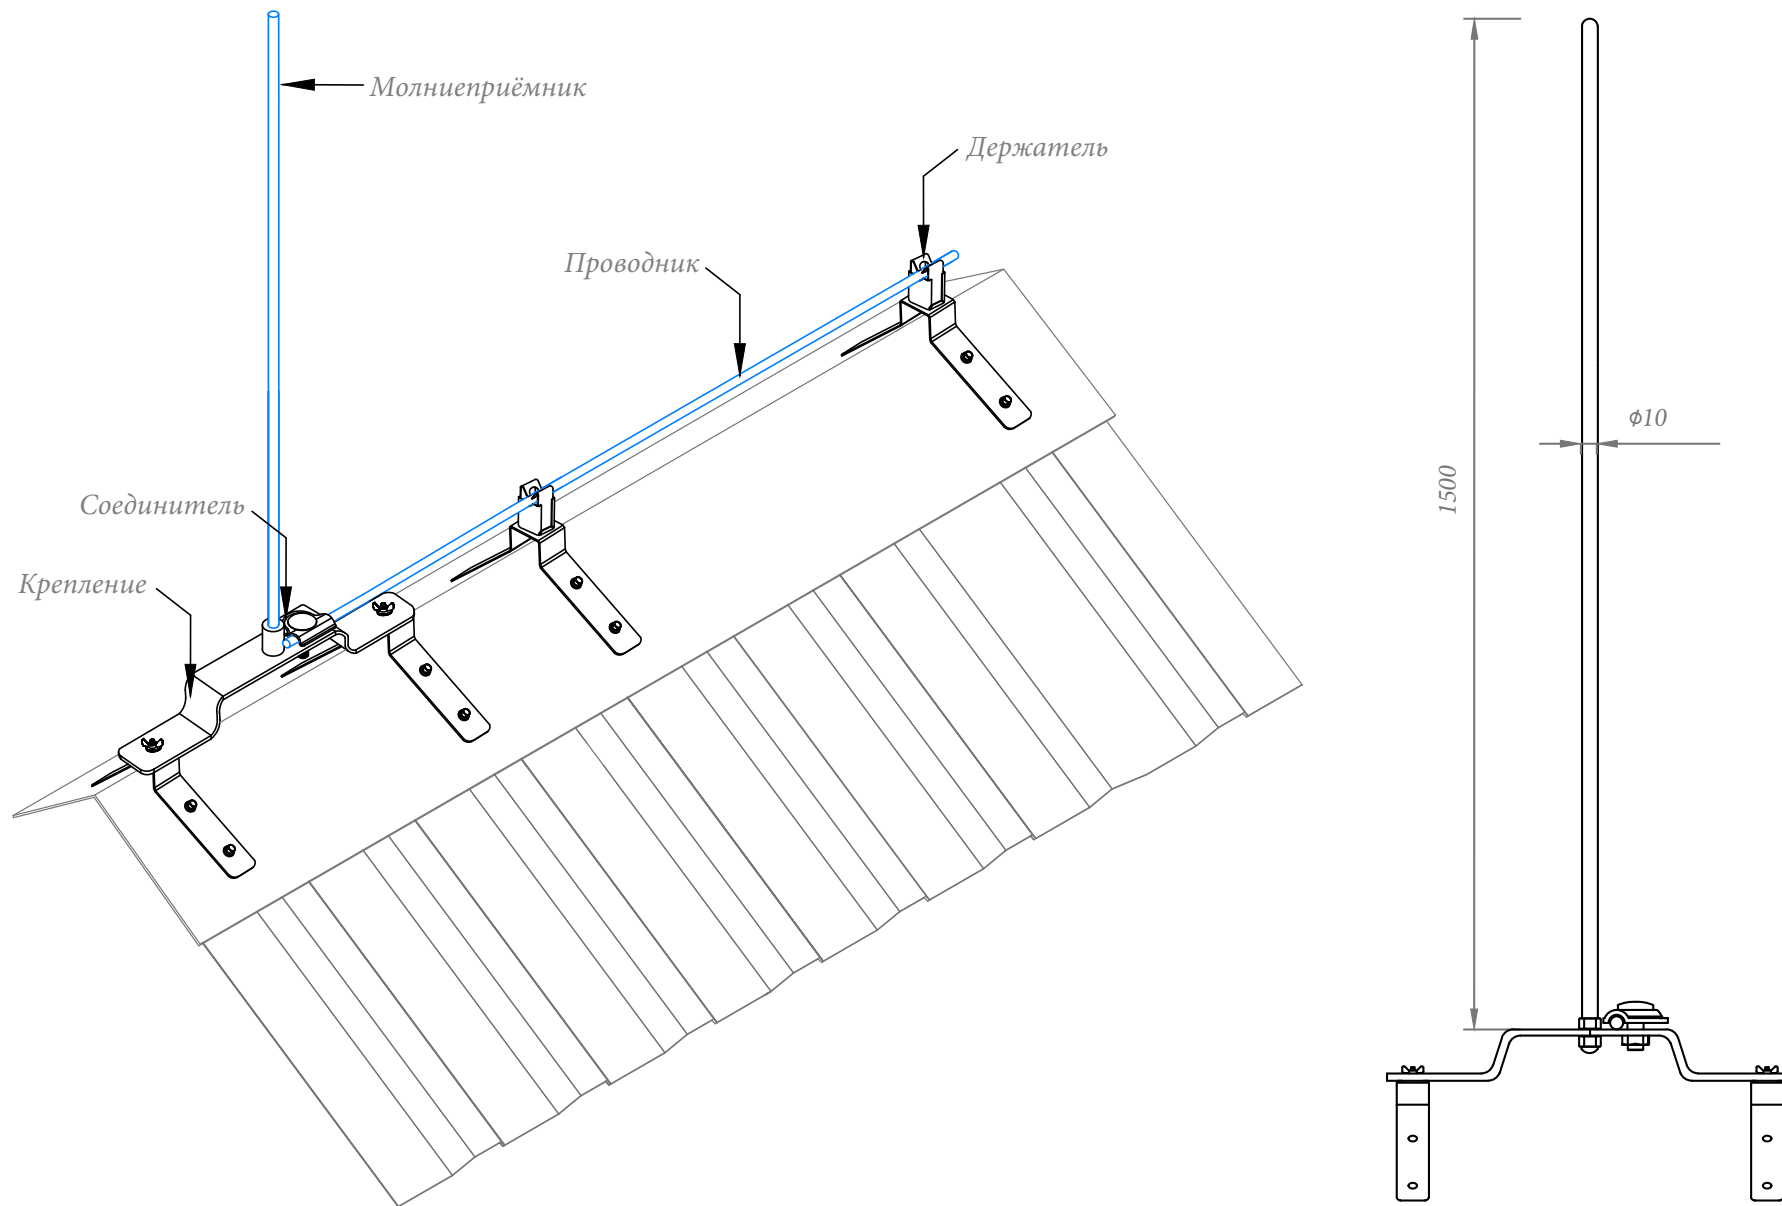 Молниеприёмник
Держатель
Проводник
Соединитель
Крепление
ϕ10
1500